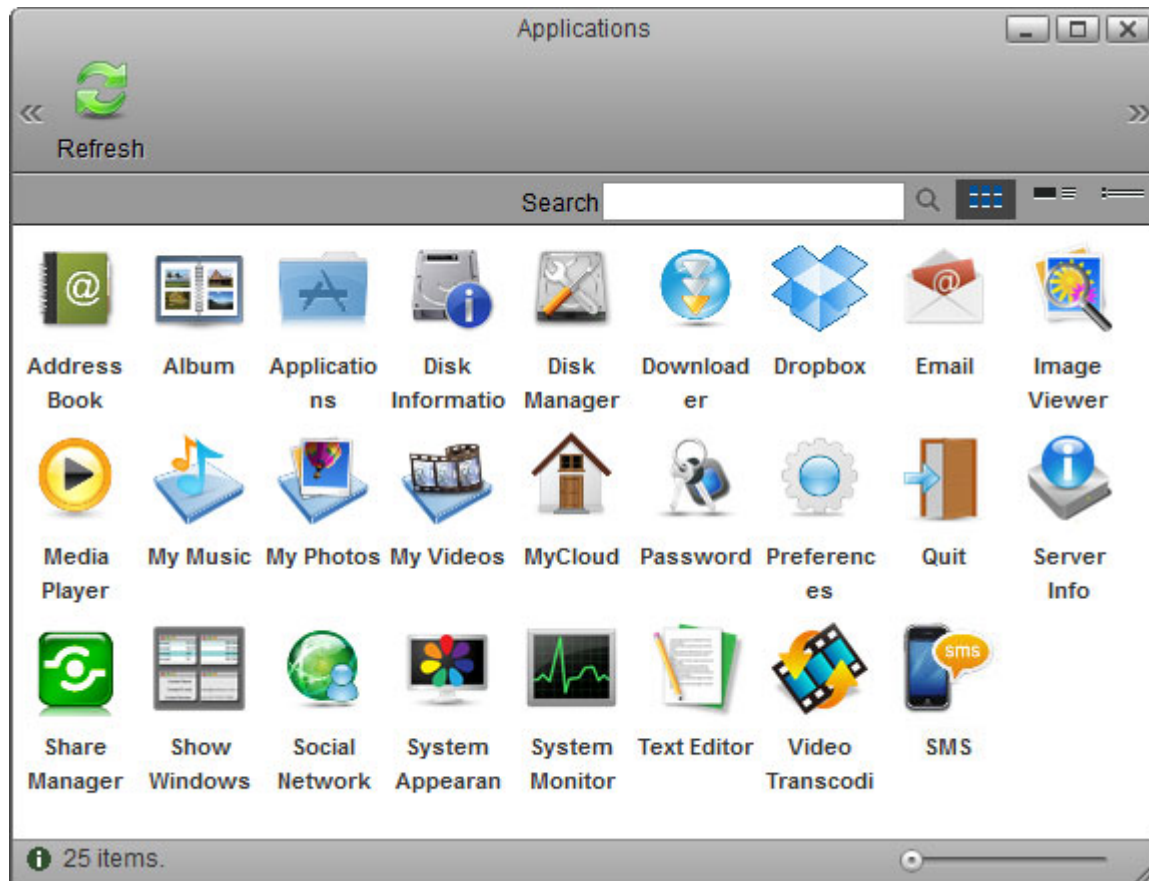 Applications
Refresh
Search
@
@
Address Album Applicatio Disk Disk Download Dropbox Email Image
Book ns Informatio Manager er Viewer
Media My Music My Photos My Videos MyCloud Password Preferenc Quit Server
Player es Info
sms
Share Show Social System System Text Editor Video SMS
Manager Windows Network Appearan Monitor Transcodi
25 items.